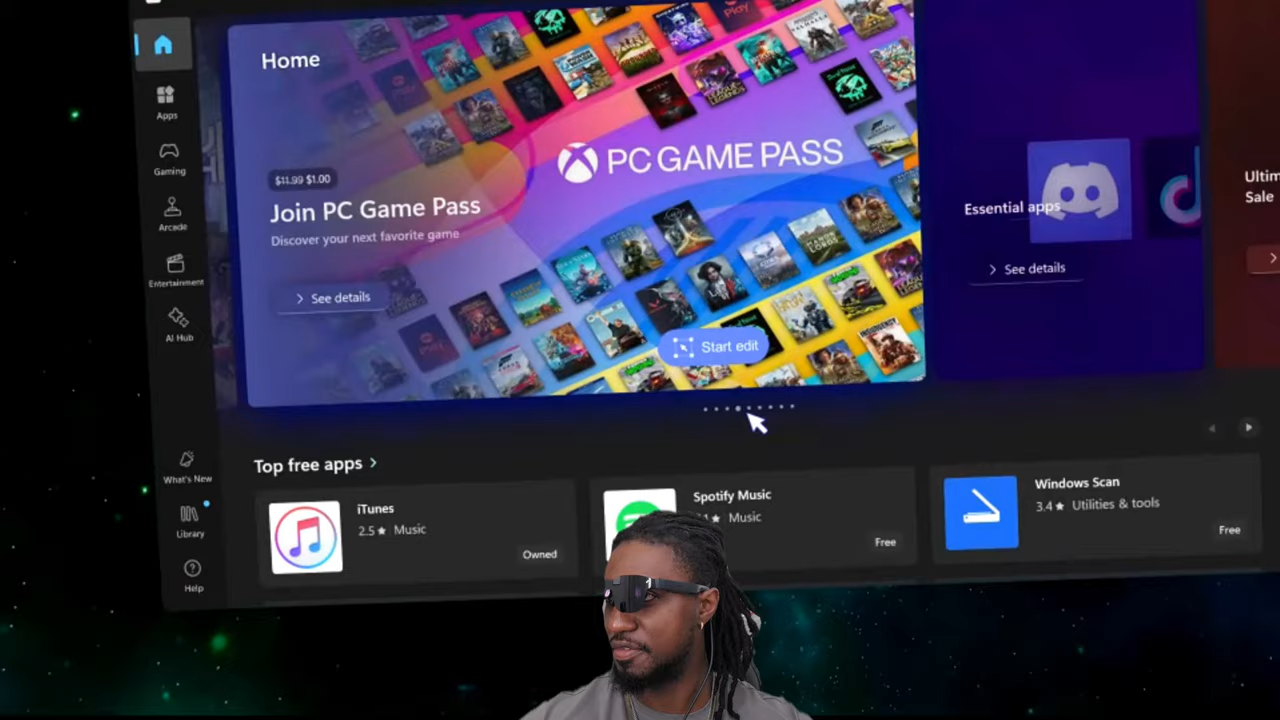 Home
PC GAME PASS
$11.99 $1.00
Join PC Game Pass
Discover your next favorite game
See details
Start edit
Essential apps
See details
Ultim
Sale
Apps
Gaming
Arcade
Entertainment
AI Hub
What's New
Library
Help
Top free apps
iTunes
2.5★ Music
Owned
Spotify Music
Music
Free
Windows Scan
3.4★ Utilities & tools
Free